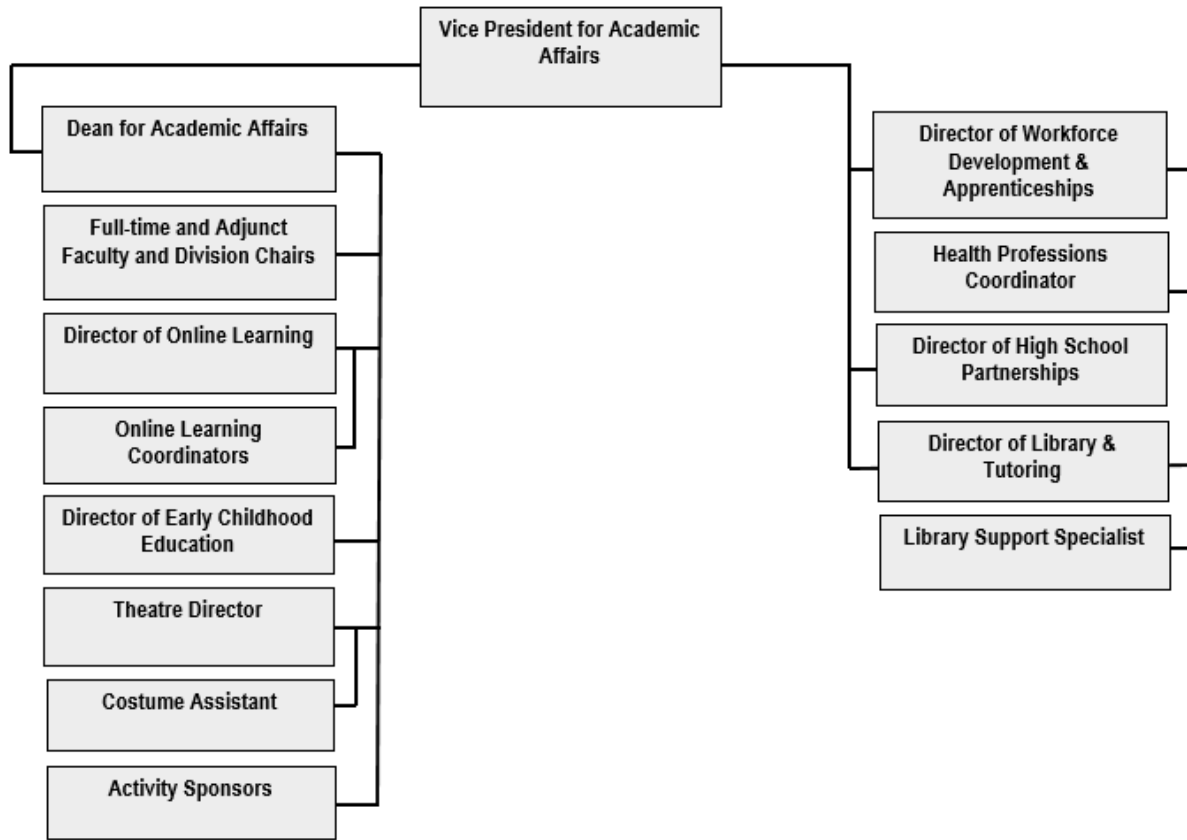 Vice President for Academic
Affairs
Dean for Academic Affairs
Full-time and Adjunct
Faculty and Division Chairs
Director of Online Learning
Online Learning
Coordinators
Director of Early Childhood
Education
Theatre Director
Costume Assistant
Activity Sponsors
Director of Workforce
Development &
Apprenticeships
Health Professions
Coordinator
Director of High School
Partnerships
Director of Library &
Tutoring
Library Support Specialist